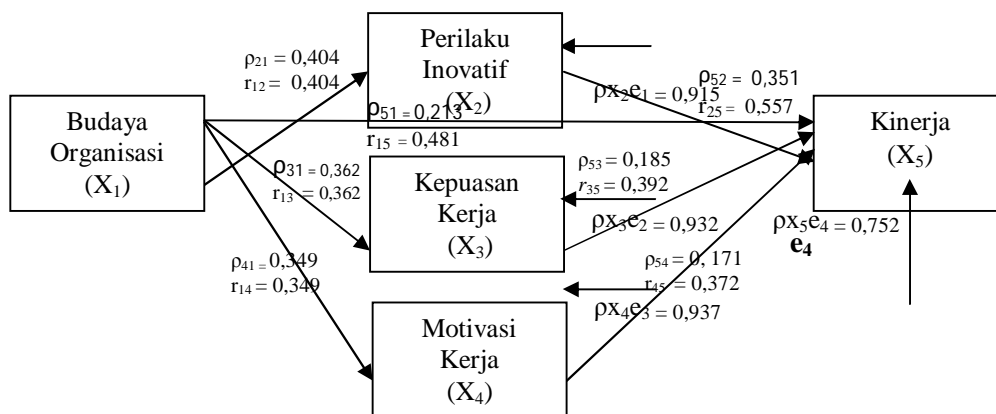 Budaya
Organisasi
(X₁)
ρ₂₁ = 0,404
r₁₂ = 0,404
Perilaku
Inovatif
(X₂)
ρx₂e₁ = 0,915
ρ₅₂ = 0,351
r₂₅ = 0,557
ρ₅₁ = 0,213
r₁₅ = 0,481
Kinerja
(X₅)
ρ₃₁ = 0,362
r₁₃ = 0,362
Kepuasan
Kerja
(X₃)
ρ₅₃ = 0,185
r₃₅ = 0,392
ρx₃e₂ = 0,932
ρx₅e₄ = 0,752
e₄
ρ₄₁ = 0,349
r₁₄ = 0,349
ρ₅₄ = 0, 171
r₄₅ = 0,372
ρx₄e₃ = 0,937
Motivasi
Kerja
(X₄)